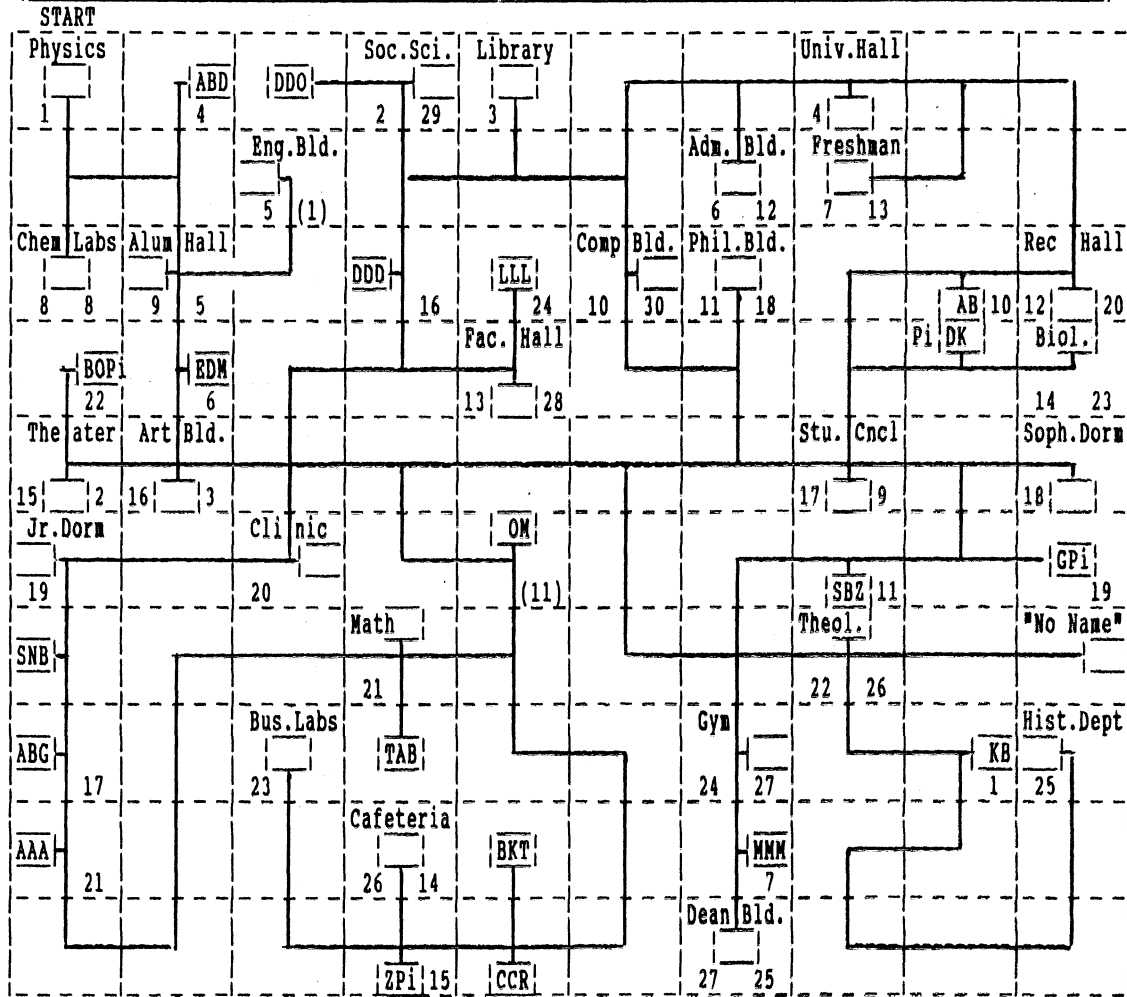 START
Physics Soc.Sci. Library Univ.Hall
ABD DDO
1 4 2 29 3 4
Eng.Bld. Adm. Bld. Freshman
5 (1) 6 12 7 13
Chem Labs Alum Hall Comp Bld. Phil.Bld. Rec Hall
DDD LLL
8 8 9 5 16 24 10 30 11 18 AB 10 12 20
Fac. Hall Pi DK Biol.
BOPi EDM
22 6 13 28 14 23
Theater Art Bld. Stu. Cncl Soph.Dorm
15 2 16 3 17 9 18
Jr.Dorm Clinic OM
GPi
19 20 (11) SBZ 11 19
Math Theol. "No Name"
SNB
21 22 26
Bus.Labs Gym Hist.Dept
ABG TAB KB
17 23 24 27 1 25
Cafeteria
AAA BKT MMM
21 26 14 7
Dean Bld.
ZPi 15 CCR 27 25